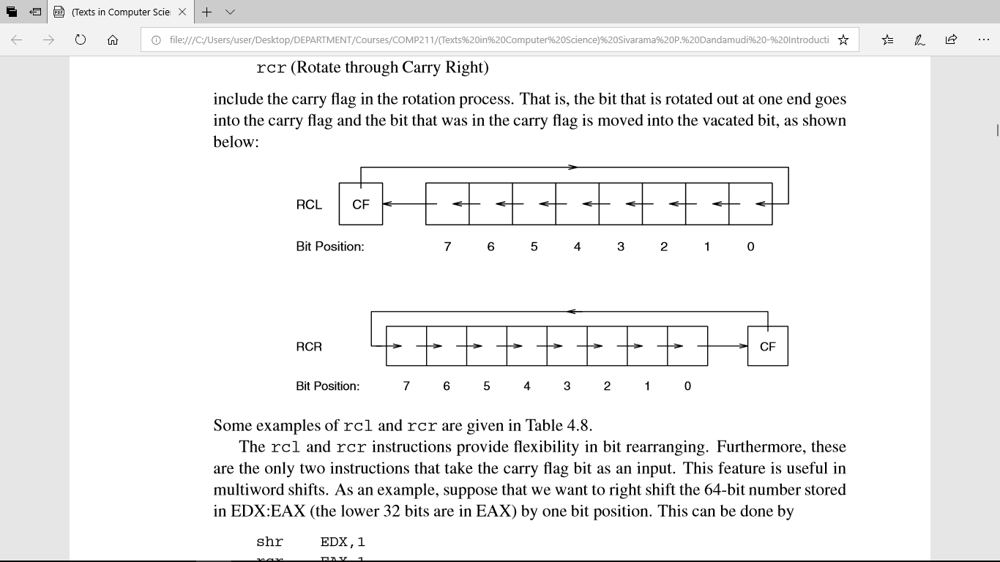 (Texts in Computer Scie
file:///C:/Users/user/Desktop/DEPARTMENT/Courses/COMP211/(Texts%20in%20Computer%20Science)%20Sivarama%20P.%20Dandamudi%20-%20Introducti
rcr (Rotate through Carry Right)
include the carry flag in the rotation process. That is, the bit that is rotated out at one end goes
into the carry flag and the bit that was in the carry flag is moved into the vacated bit, as shown
below:
RCL CF
Bit Position: 7 6 5 4 3 2 1 0
RCR CF
Bit Position: 7 6 5 4 3 2 1 0
Some examples of rcl and rcr are given in Table 4.8.
The rcl and rcr instructions provide flexibility in bit rearranging. Furthermore, these
are the only two instructions that take the carry flag bit as an input. This feature is useful in
multiword shifts. As an example, suppose that we want to right shift the 64-bit number stored
in EDX:EAX (the lower 32 bits are in EAX) by one bit position. This can be done by
shr EDX,1
rcr EAX,1